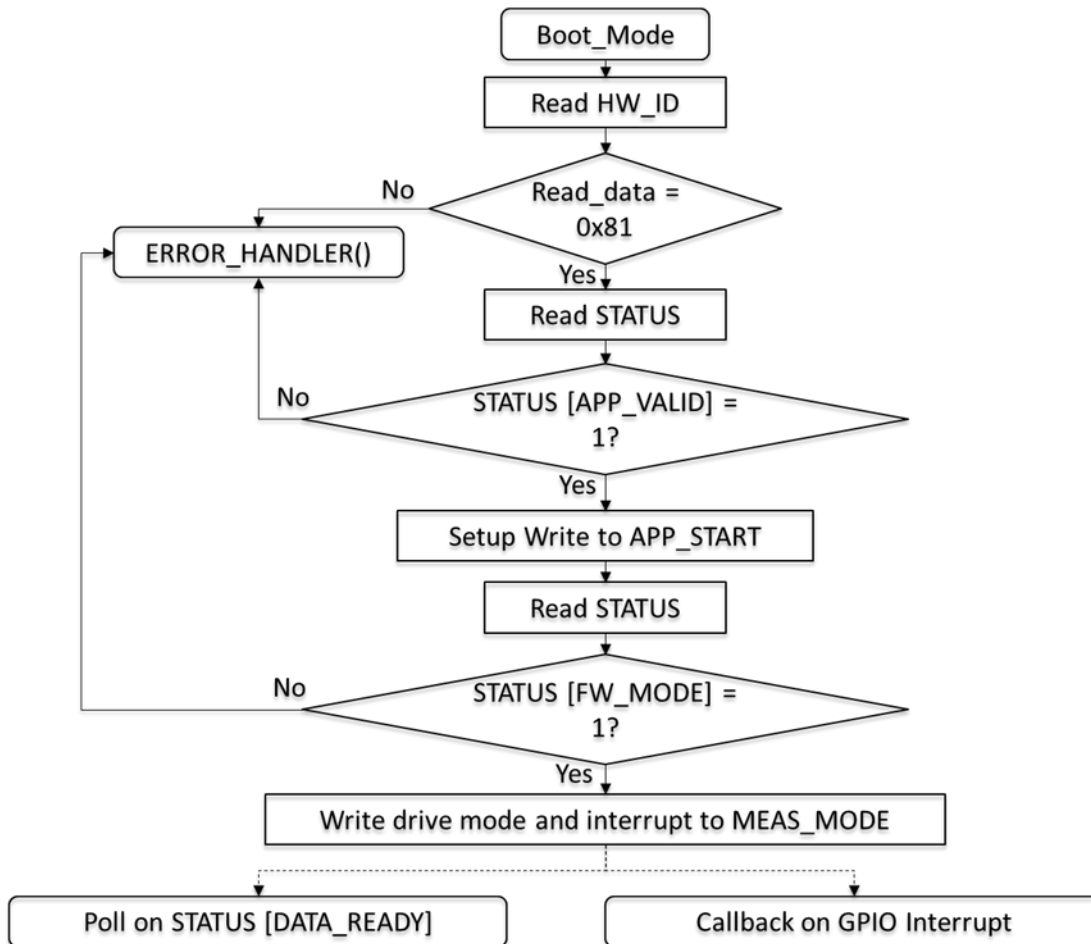 Boot_Mode
Read HW_ID
No
Read_data =
0x81
ERROR_HANDLER()
Yes
Read STATUS
No
STATUS [APP_VALID] =
1?
Yes
Setup Write to APP_START
Read STATUS
No
STATUS [FW_MODE] =
1?
Yes
Write drive mode and interrupt to MEAS_MODE
Poll on STATUS [DATA_READY]
Callback on GPIO Interrupt